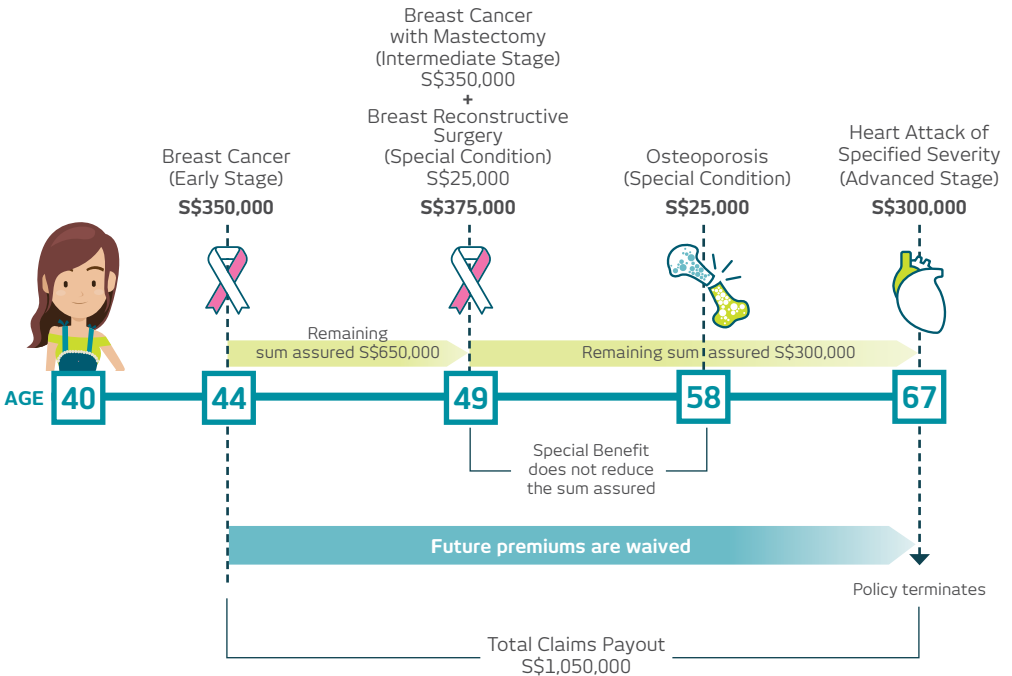 Breast Cancer
with Mastectomy
(Intermediate Stage)
S$350,000
+
Breast Reconstructive
Surgery
(Special Condition)
S$25,000
S$375,000
Breast Cancer
(Early Stage)
S$350,000
Osteoporosis
(Special Condition)
S$25,000
Heart Attack of
Specified Severity
(Advanced Stage)
S$300,000
Remaining
sum assured S$650,000
Remaining sum assured S$300,000
AGE 40 44 49 58 67
Special Benefit
does not reduce
the sum assured
Future premiums are waived
Policy terminates
Total Claims Payout
S$1,050,000